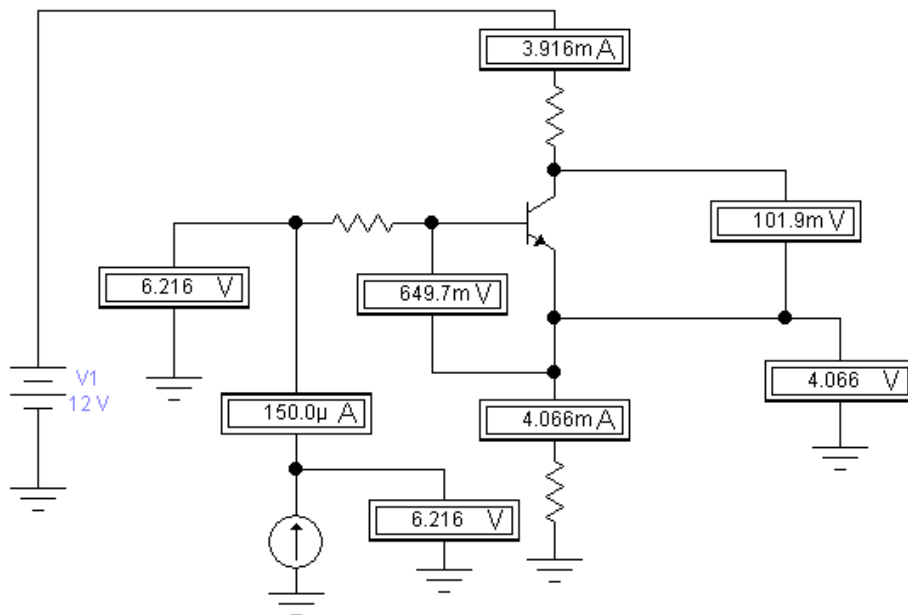 3.916m A
101.9m V
6.216 V
649.7m V
V1
12 V
4.066 V
150.0µ A
4.066m A
6.216 V